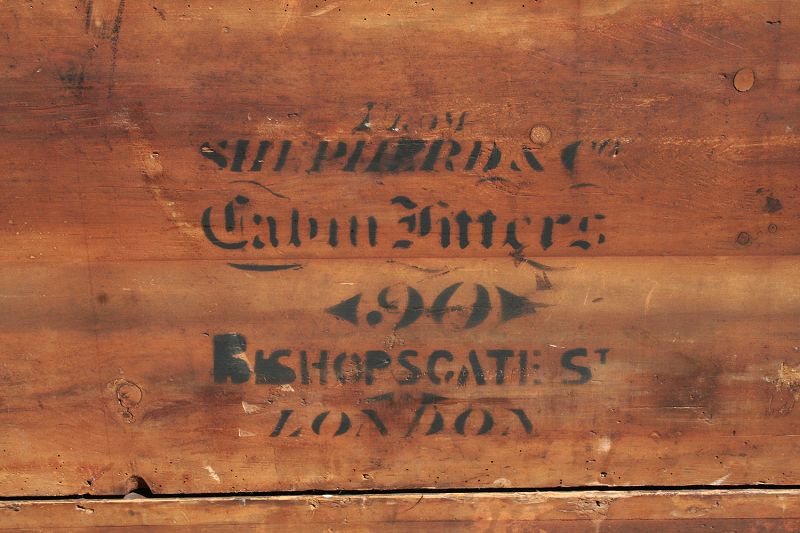 From
SHEPHERD & Co
Cabin Fitters
90
BISHOPSGATE ST
LONDON